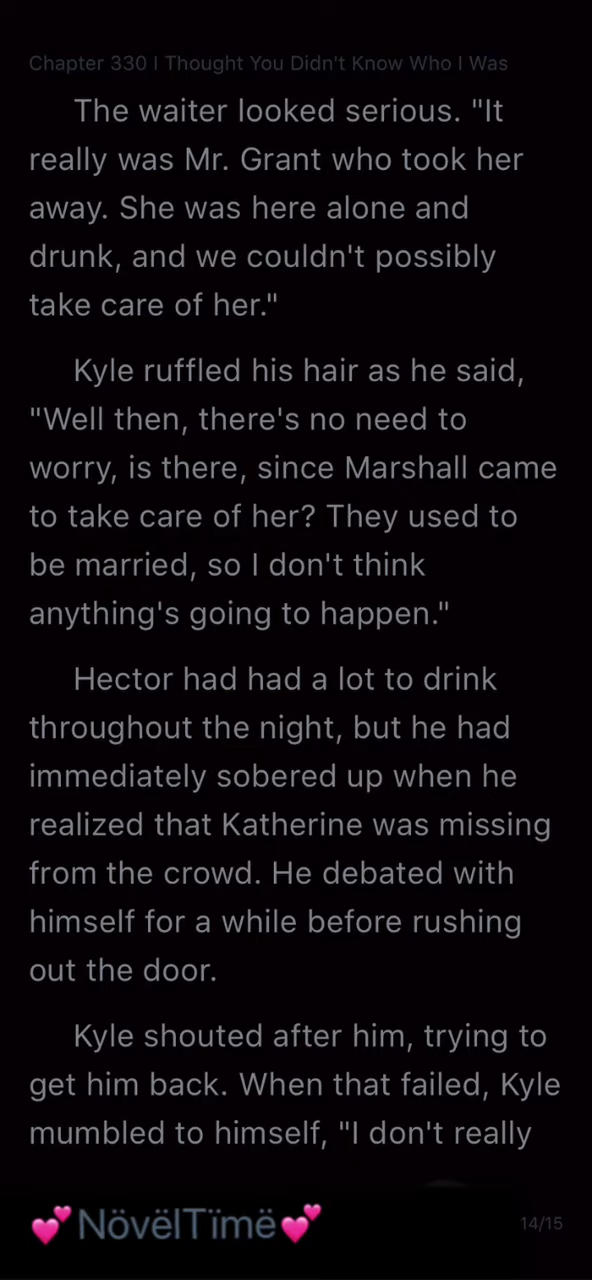 Chapter 330 I Thought You Didn't Know Who I Was
The waiter looked serious. "It
really was Mr. Grant who took her
away. She was here alone and
drunk, and we couldn't possibly
take care of her."
Kyle ruffled his hair as he said,
"Well then, there's no need to
worry, is there, since Marshall came
to take care of her? They used to
be married, so I don't think
anything's going to happen."
Hector had had a lot to drink
throughout the night, but he had
immediately sobered up when he
realized that Katherine was missing
from the crowd. He debated with
himself for a while before rushing
out the door.
Kyle shouted after him, trying to
get him back. When that failed, Kyle
mumbled to himself, "I don't really
💕NövëlTïmë💕
14/15